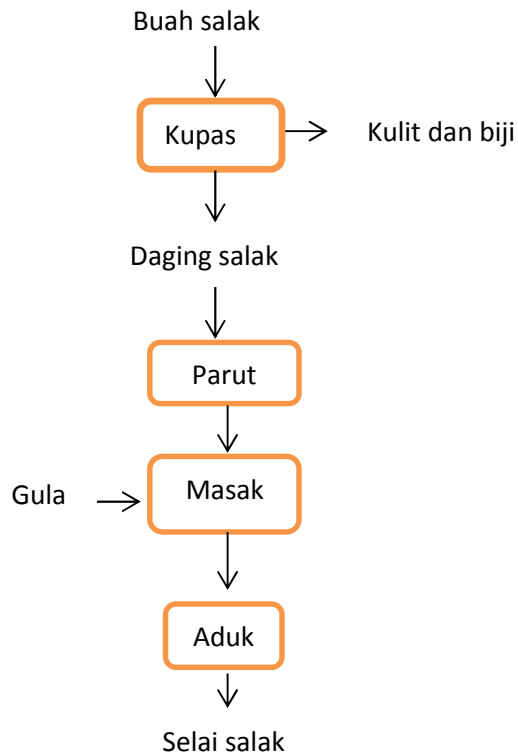 Buah salak
Kupas
Kulit dan biji
Daging salak
Parut
Gula
Masak
Aduk
Selai salak